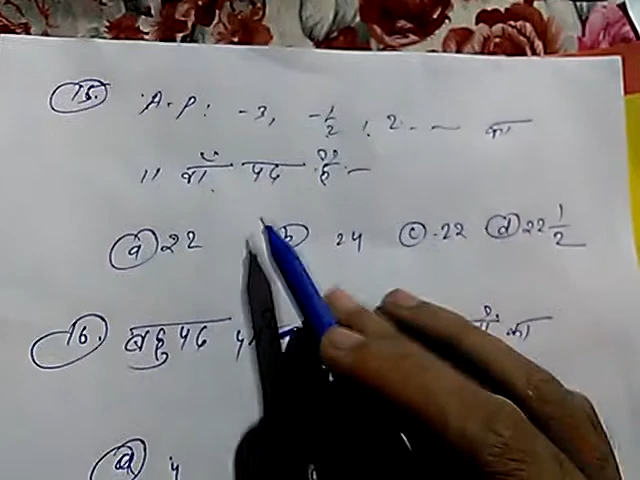 15. A.P: -3, -1/2, 2. -- का
11 वां पद है -
(a) 22 (b) 24 (c) -22 (d) 22 1/2
16. बहुपद का
(a) 4